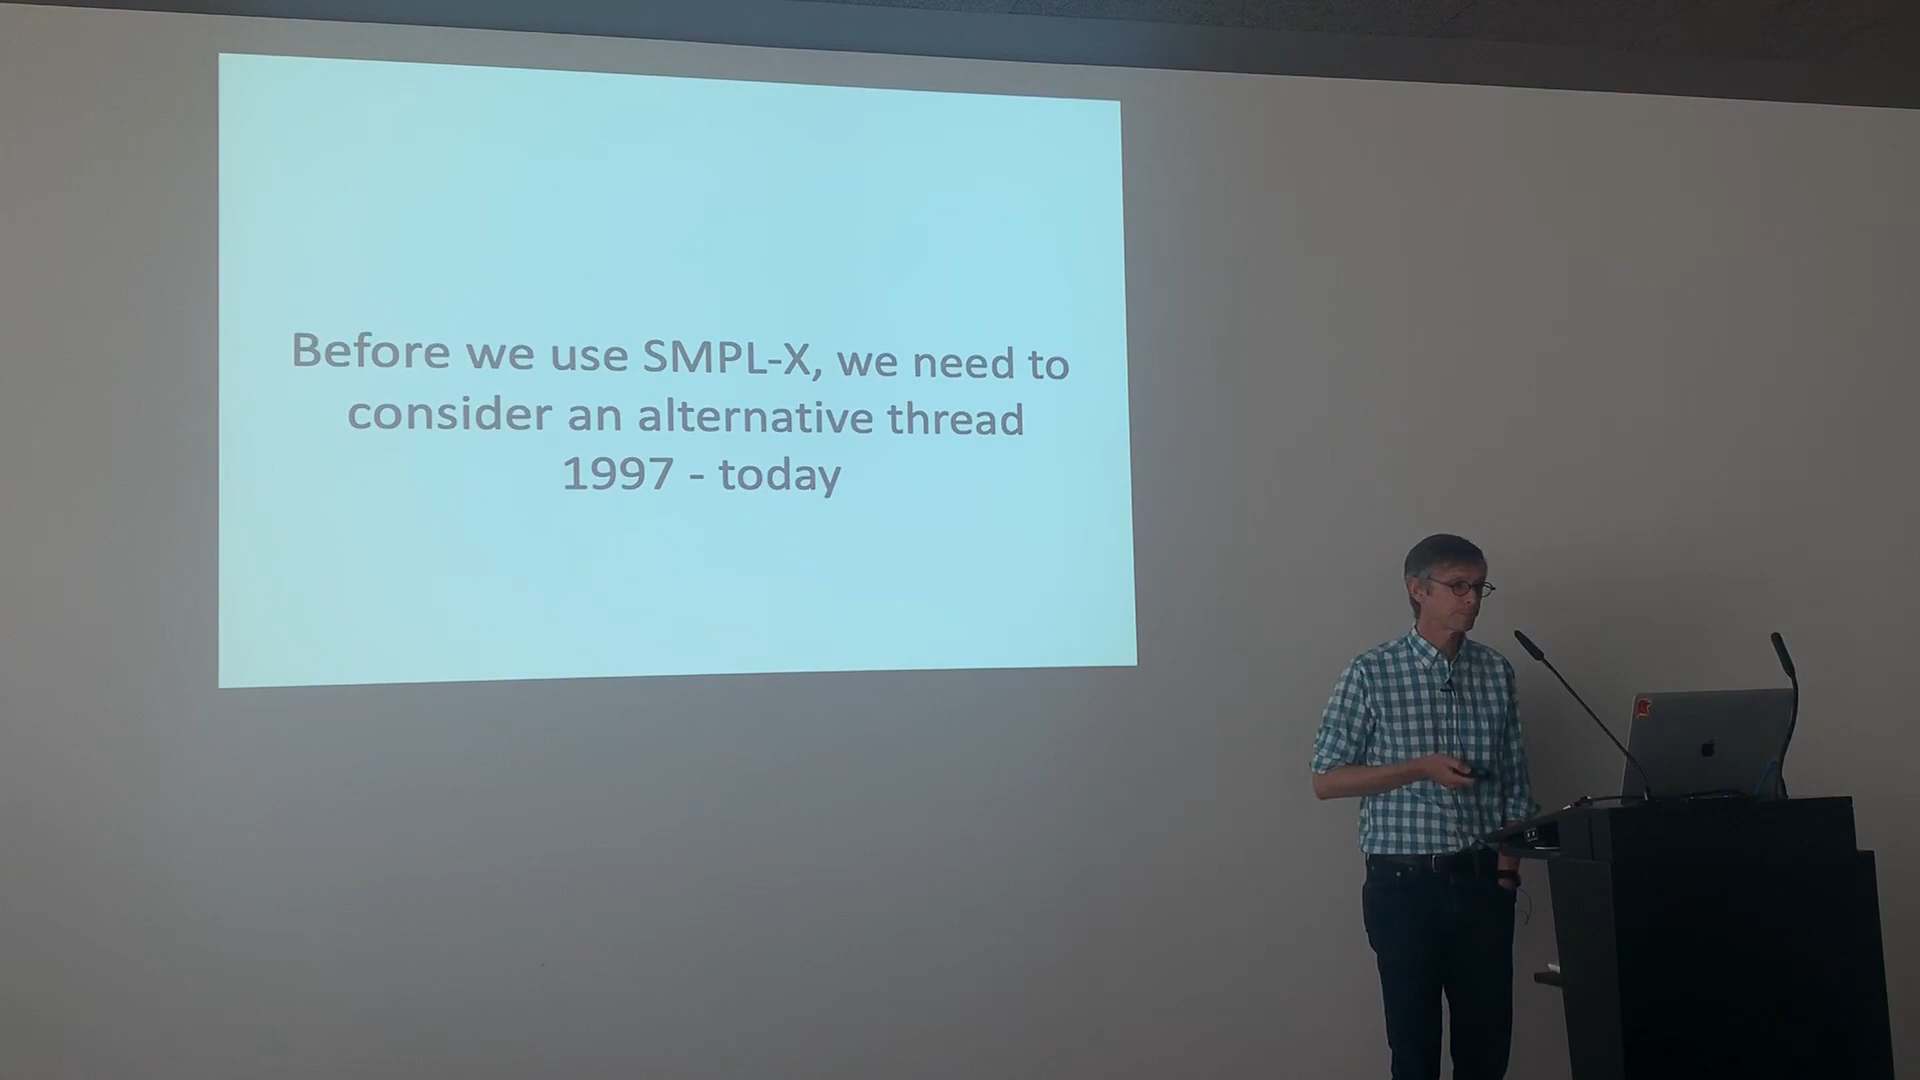 Before we use SMPL-X, we need to
consider an alternative thread
1997 - today